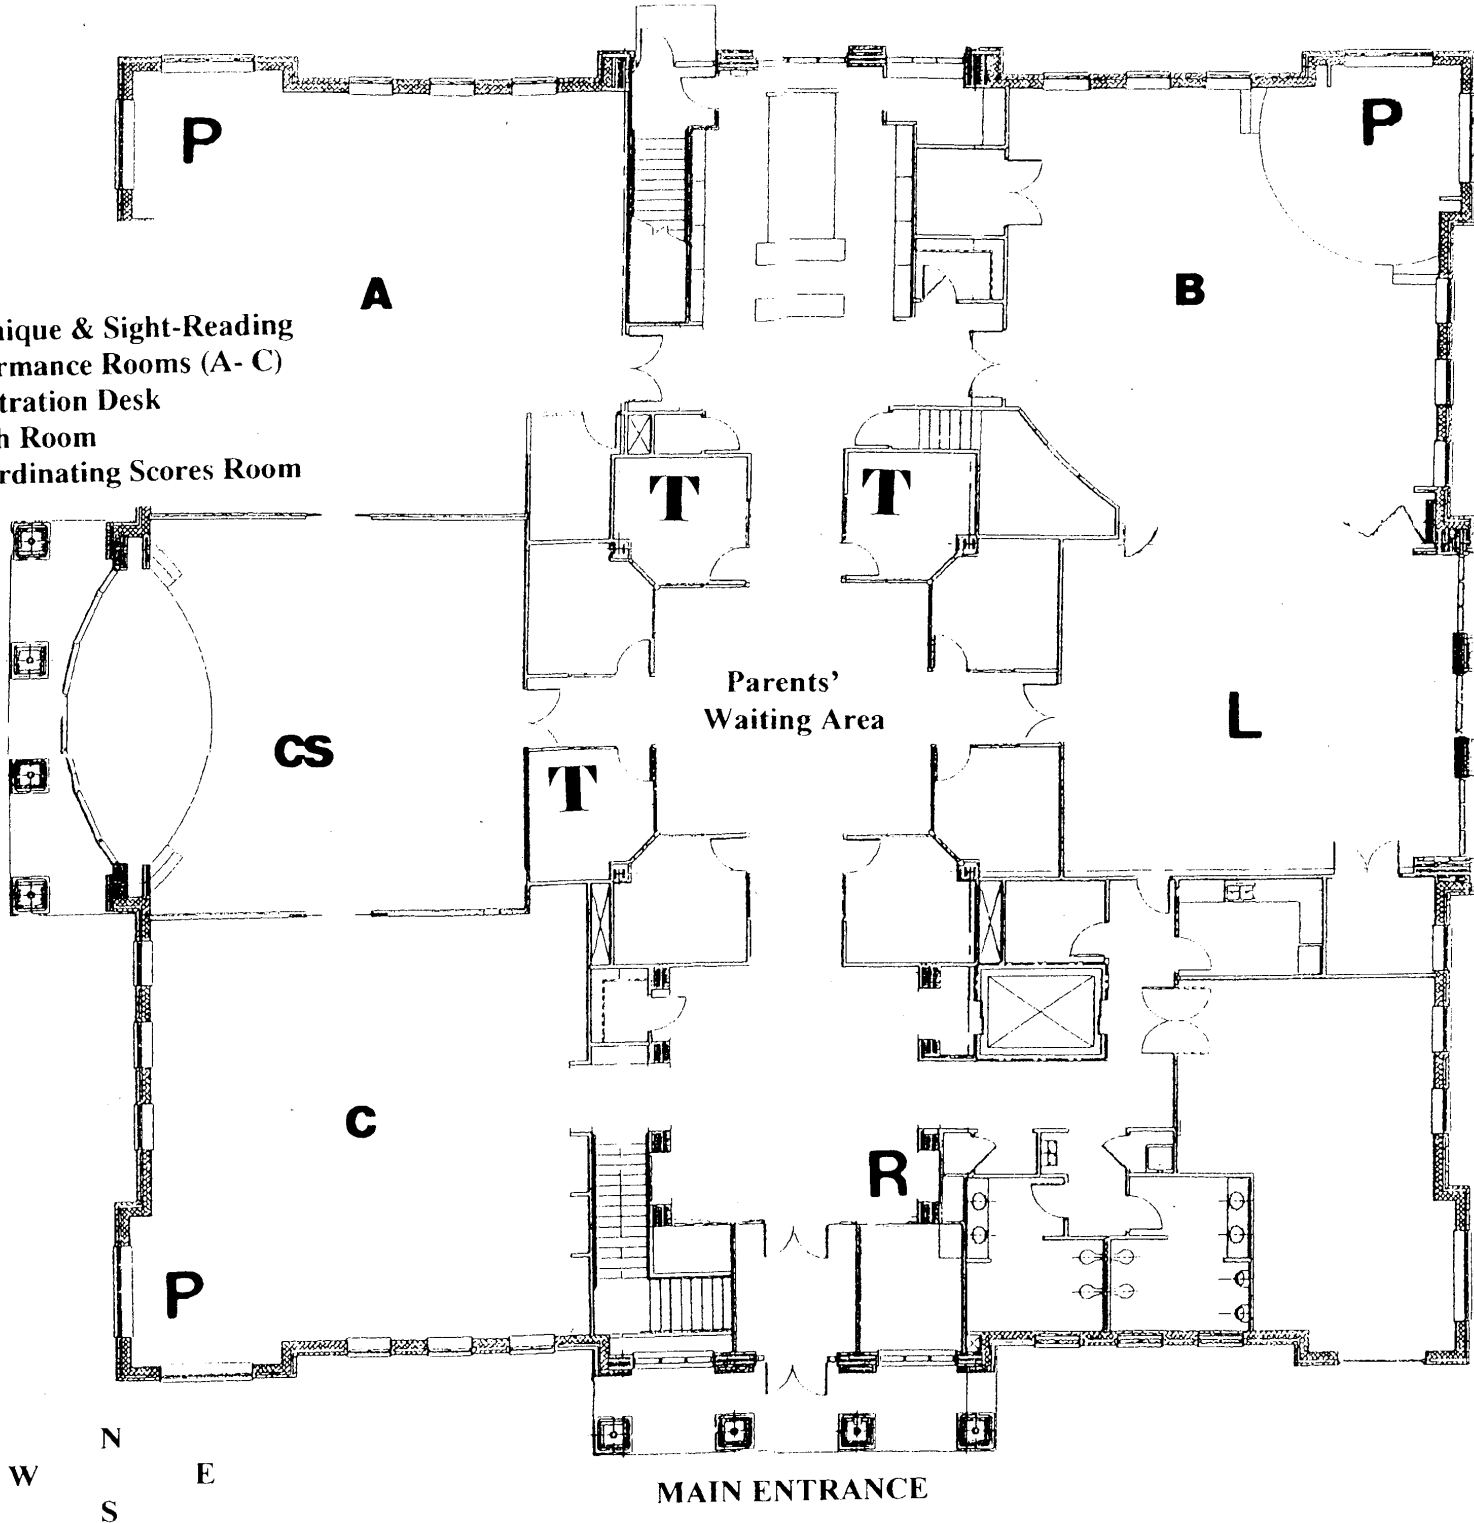 P
P
A
B
nique & Sight-Reading
rmance Rooms (A- C)
tration Desk
h Room
rdinating Scores Room
T
T
Parents'
Waiting Area
L
CS
T
C
R
P
N
W E
S
MAIN ENTRANCE